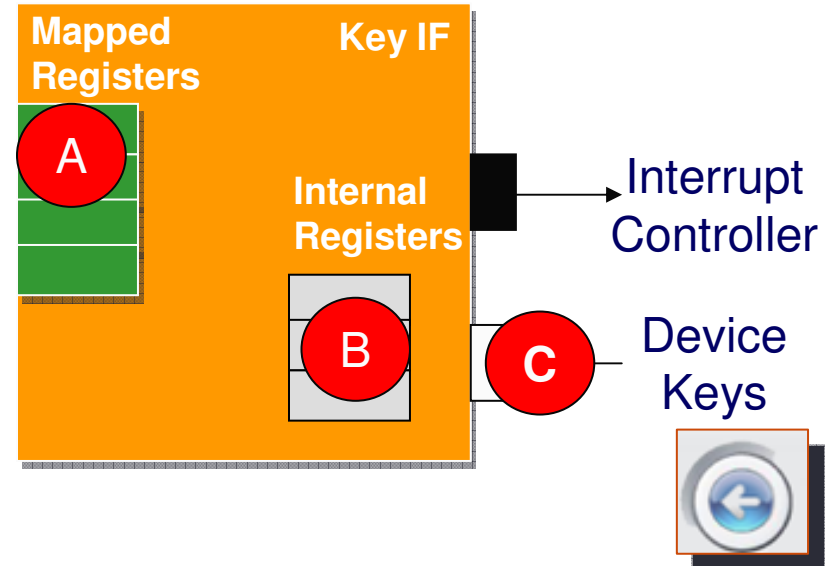 Mapped
Registers
Key IF
A
Internal
Registers
Interrupt
Controller
B
C
Device
Keys